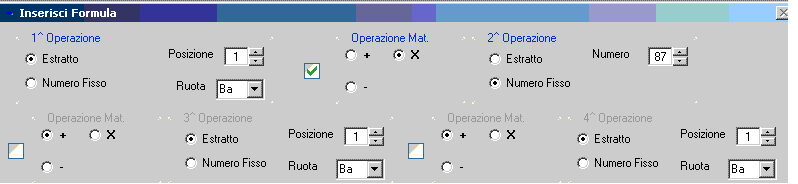 Inserisci Formula
1^ Operazione
Estratto
Numero Fisso
Posizione 1
Ruota Ba
Operazione Mat.
+ X
-
2^ Operazione
Estratto
Numero Fisso
Numero 87
Operazione Mat.
+ X
-
3^ Operazione
Estratto
Numero Fisso
Posizione 1
Ruota Ba
Operazione Mat.
+ X
-
4^ Operazione
Estratto
Numero Fisso
Posizione 1
Ruota Ba